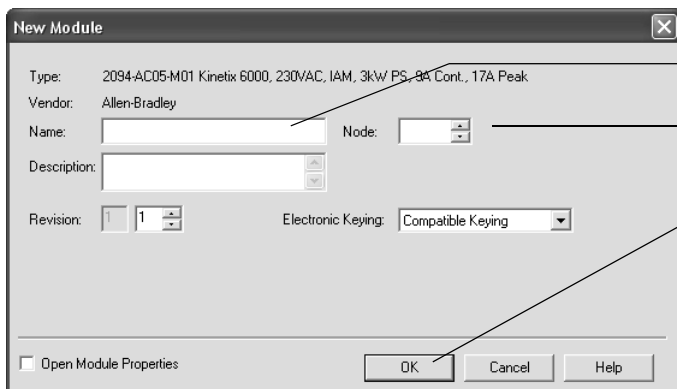 New Module
Type: 2094-AC05-M01 Kinetix 6000, 230VAC, IAM, 3kW PS, 9A Cont., 17A Peak
Vendor: Allen-Bradley
Name: Node:
Description:
Revision: 1 1 Electronic Keying: Compatible Keying
Open Module Properties OK Cancel Help